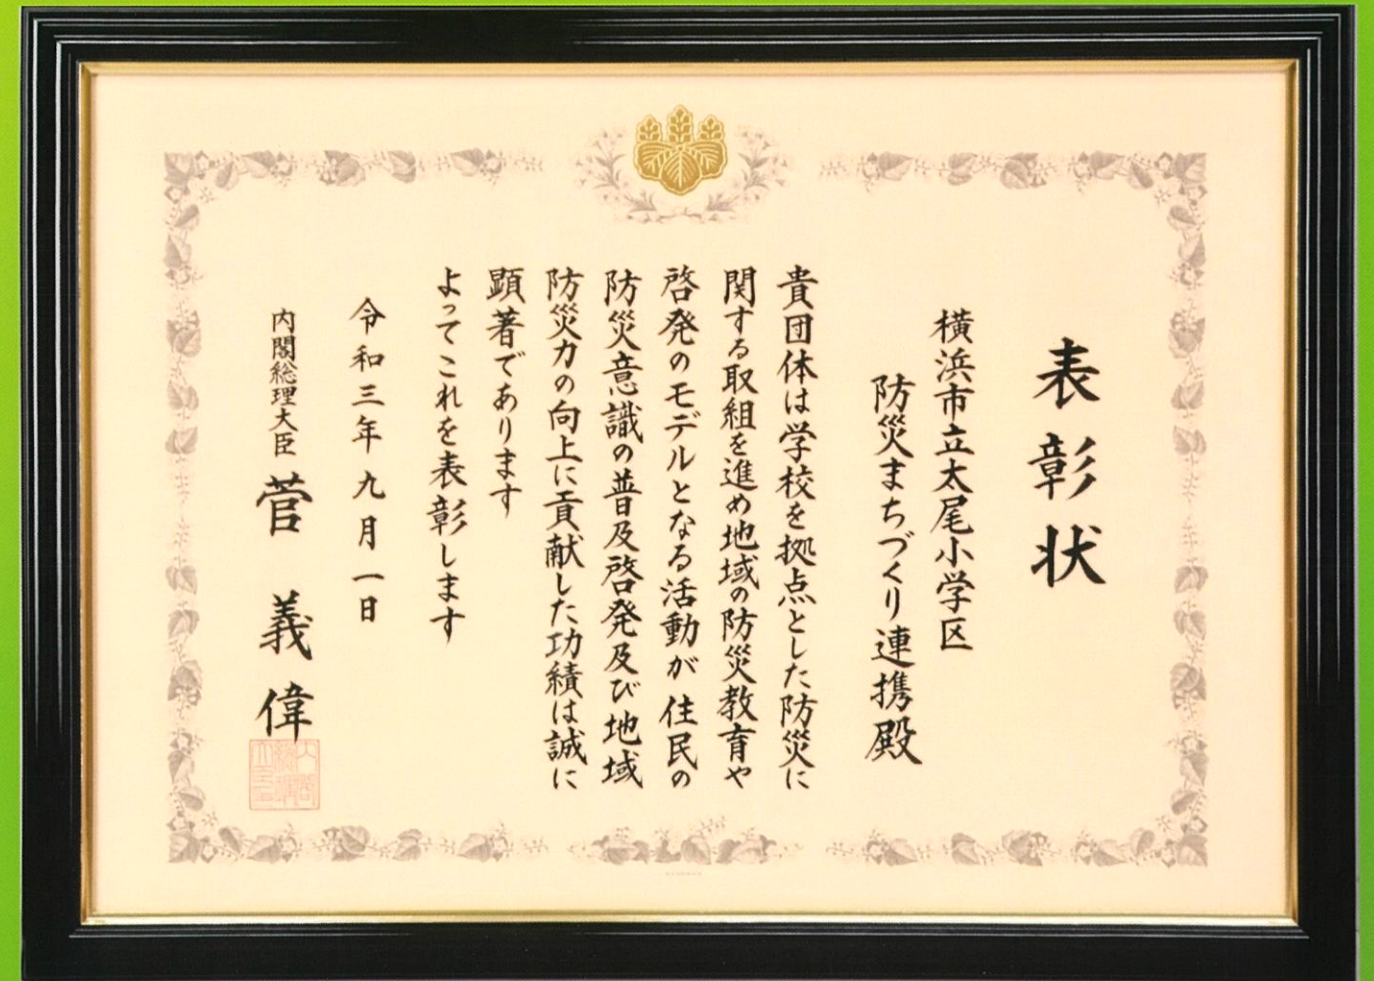 表彰状
横浜市立太尾小学区
防災まちづくり連携殿
貴団体は学校を拠点とした防災に
関する取組を進め地域の防災教育や
啓発のモデルとなる活動が住民の
防災意識の普及啓発及び地域
防災力の向上に貢献した功績は誠に
顕著であります
よってこれを表彰します
令和三年九月一日
内閣総理大臣 菅義偉